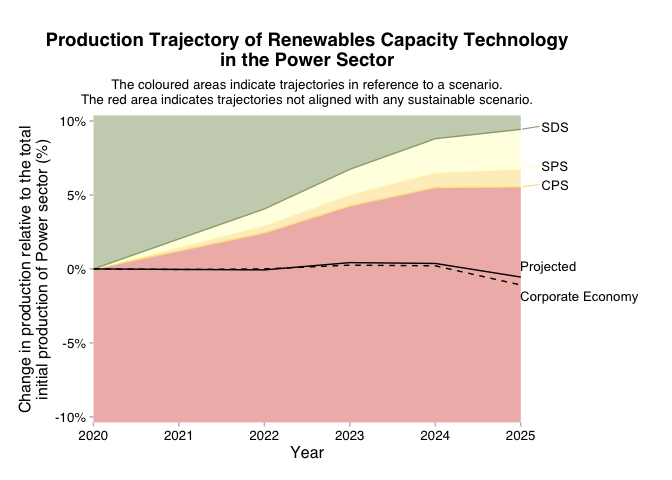 Production Trajectory of Renewables Capacity Technology
in the Power Sector
The coloured areas indicate trajectories in reference to a scenario.
The red area indicates trajectories not aligned with any sustainable scenario.
Change in production relative to the total
initial production of Power sector (%)
10%
5%
0%
-5%
-10%
SDS
SPS
CPS
Projected
Corporate Economy
2020
2021
2022
2023
2024
2025
Year